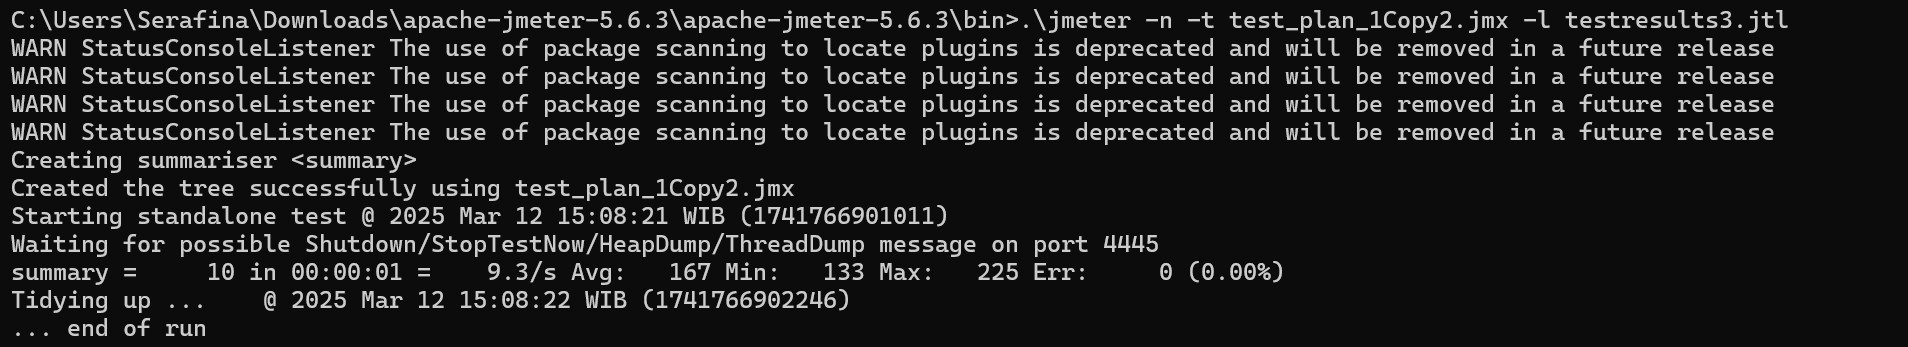 C:\Users\Serafina\Downloads\apache-jmeter-5.6.3\apache-jmeter-5.6.3\bin>.\jmeter -n -t test_plan_1Copy2.jmx -l testresults3.jtl
WARN StatusConsoleListener The use of package scanning to locate plugins is deprecated and will be removed in a future release
WARN StatusConsoleListener The use of package scanning to locate plugins is deprecated and will be removed in a future release
WARN StatusConsoleListener The use of package scanning to locate plugins is deprecated and will be removed in a future release
WARN StatusConsoleListener The use of package scanning to locate plugins is deprecated and will be removed in a future release
Creating summariser <summary>
Created the tree successfully using test_plan_1Copy2.jmx
Starting standalone test @ 2025 Mar 12 15:08:21 WIB (1741766901011)
Waiting for possible Shutdown/StopTestNow/HeapDump/ThreadDump message on port 4445
summary =     10 in 00:00:01 =    9.3/s Avg:   167 Min:   133 Max:   225 Err:     0 (0.00%)
Tidying up ...    @ 2025 Mar 12 15:08:22 WIB (1741766902246)
... end of run